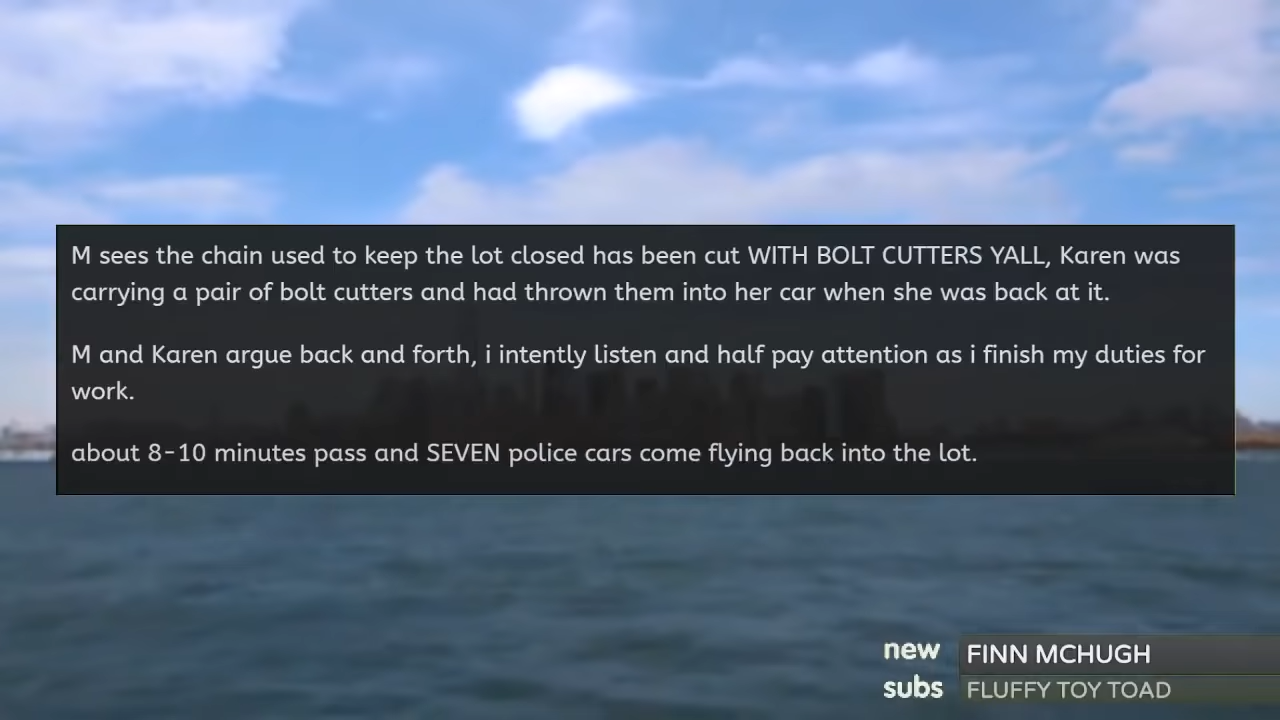 M sees the chain used to keep the lot closed has been cut WITH BOLT CUTTERS YALL, Karen was
carrying a pair of bolt cutters and had thrown them into her car when she was back at it.
M and Karen argue back and forth, i intently listen and half pay attention as i finish my duties for
work.
about 8-10 minutes pass and SEVEN police cars come flying back into the lot.
new
subs
FINN MCHUGH
FLUFFY TOY TOAD